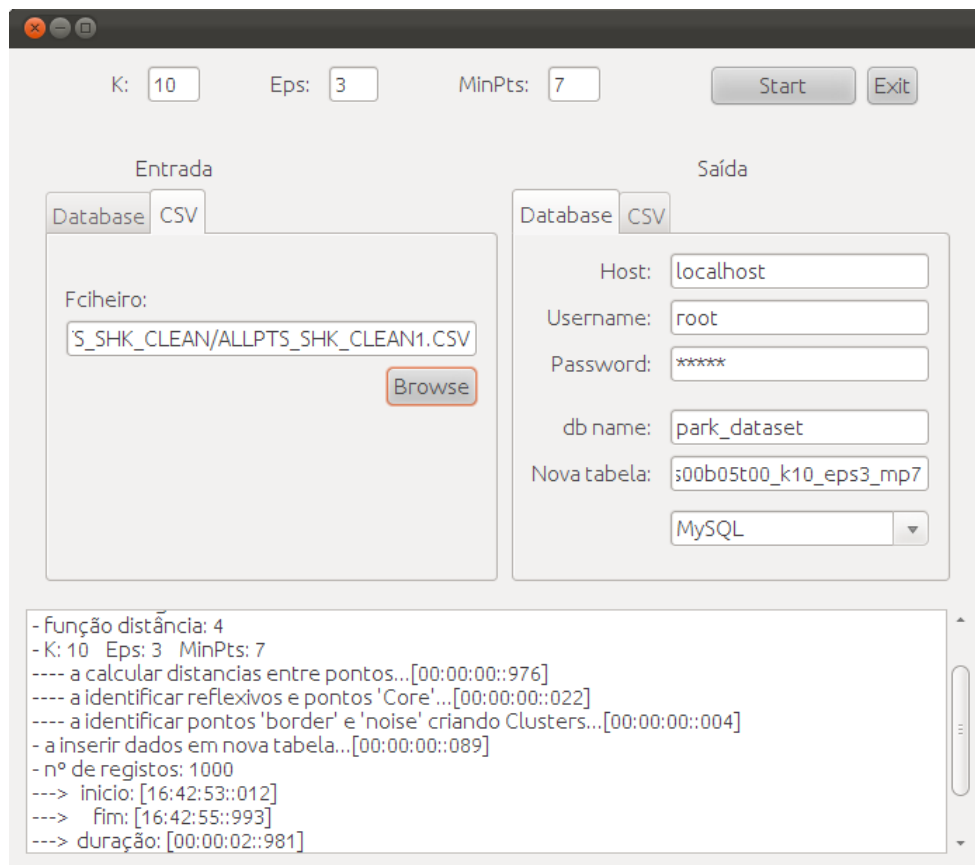 K: 10 Eps: 3 MinPts: 7 Start Exit
Entrada
Database CSV
Fciheiro:
S_SHK_CLEAN/ALLPTS_SHK_CLEAN1.CSV
Browse
Saída
Database CSV
Host: localhost
Username: root
Password: *****
db name: park_dataset
Nova tabela: s00b05t00_k10_eps3_mp7
MySQL
- função distância: 4
- K: 10 Eps: 3 MinPts: 7
---- a calcular distancias entre pontos...[00:00:00::976]
---- a identificar reflexivos e pontos 'Core'...[00:00:00::022]
---- a identificar pontos 'border' e 'noise' criando Clusters...[00:00:00::004]
- a inserir dados em nova tabela...[00:00:00::089]
- nº de registos: 1000
---> inicio: [16:42:53::012]
---> fim: [16:42:55::993]
---> duração: [00:00:02::981]